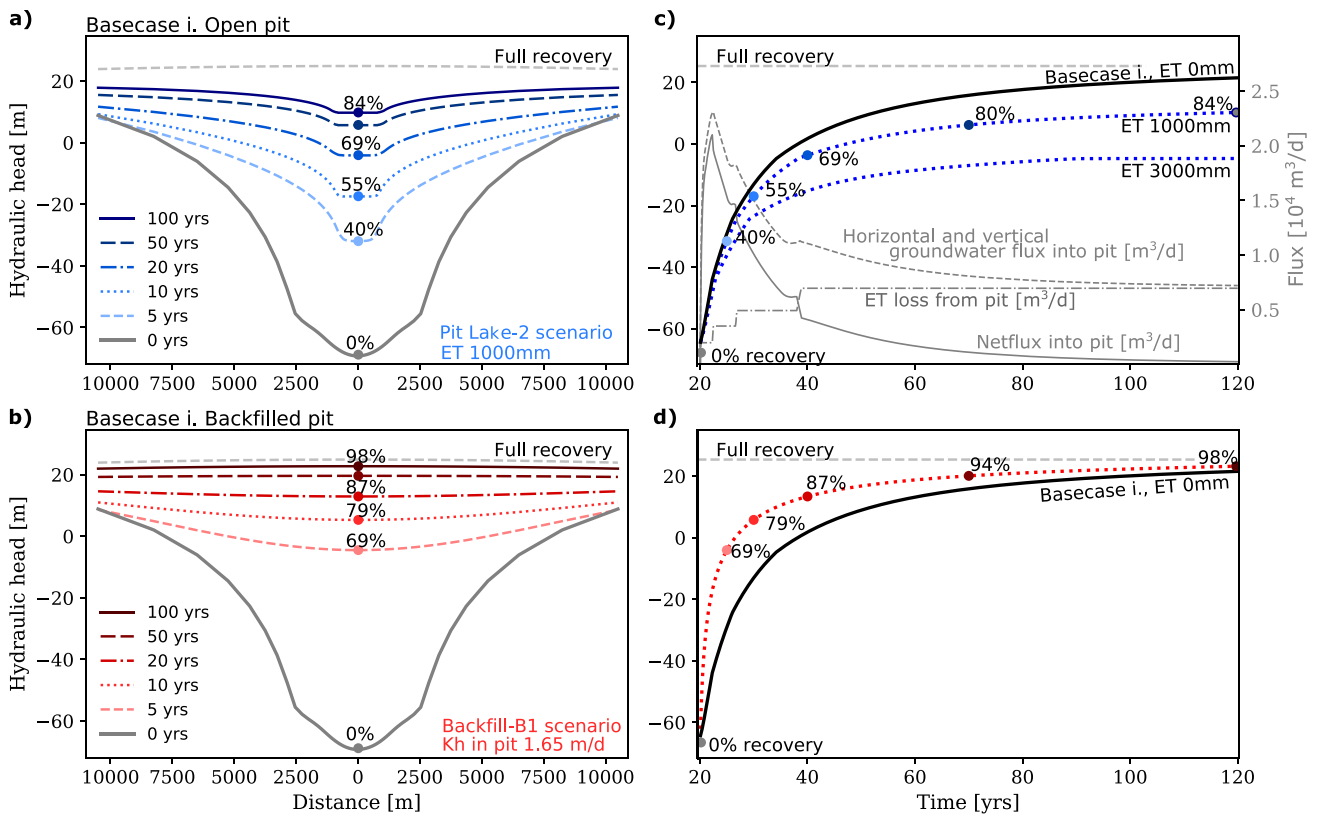 a)
Basecase i. Open pit
Full recovery
20
0
−20
−40
−60
Hydraulic head [m]
84%
69%
55%
40%
0%
100 yrs
50 yrs
20 yrs
10 yrs
5 yrs
0 yrs
Pit Lake-2 scenario
ET 1000mm
10000 7500 5000 2500 0 2500 5000 7500 10000
c)
Full recovery
Basecase i., ET 0mm
20
0
−20
−40
−60
84%
80%
69%
55%
40%
0% recovery
ET 1000mm
ET 3000mm
Horizontal and vertical
groundwater flux into pit [m³/d]
ET loss from pit [m³/d]
Netflux into pit [m³/d]
2.5
2.0
1.5
1.0
0.5
Flux [10⁴ m³/d]
20 40 60 80 100 120
b)
Basecase i. Backfilled pit
Full recovery
20
0
−20
−40
−60
Hydraulic head [m]
98%
87%
79%
69%
0%
100 yrs
50 yrs
20 yrs
10 yrs
5 yrs
0 yrs
Backfill-B1 scenario
Kh in pit 1.65 m/d
10000 7500 5000 2500 0 2500 5000 7500 10000
Distance [m]
d)
Full recovery
20
0
−20
−40
−60
98%
94%
87%
79%
69%
0% recovery
Basecase i., ET 0mm
20 40 60 80 100 120
Time [yrs]